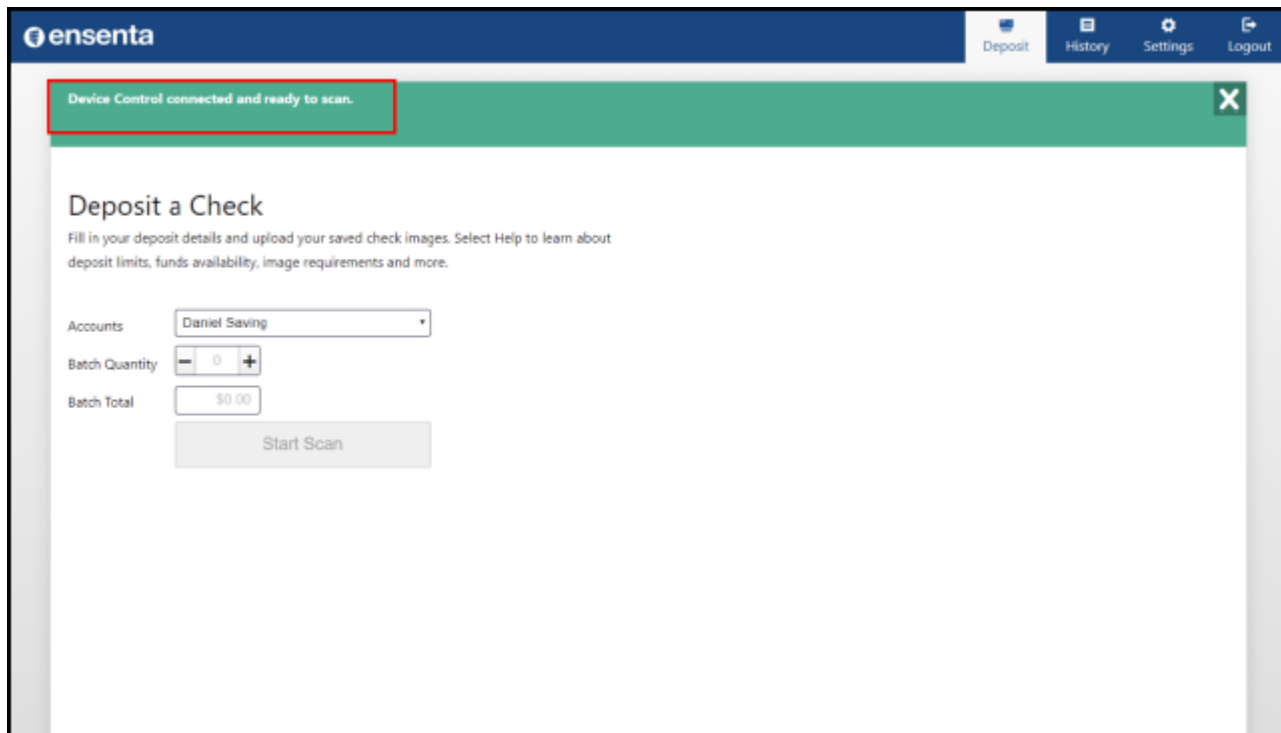 ensenta
Deposit
History
Settings
Logout
Device Control connected and ready to scan.
X
Deposit a Check
Fill in your deposit details and upload your saved check images. Select Help to learn about
deposit limits, funds availability, image requirements and more.
Accounts
Daniel Saving
Batch Quantity
0
Batch Total
$0.00
Start Scan